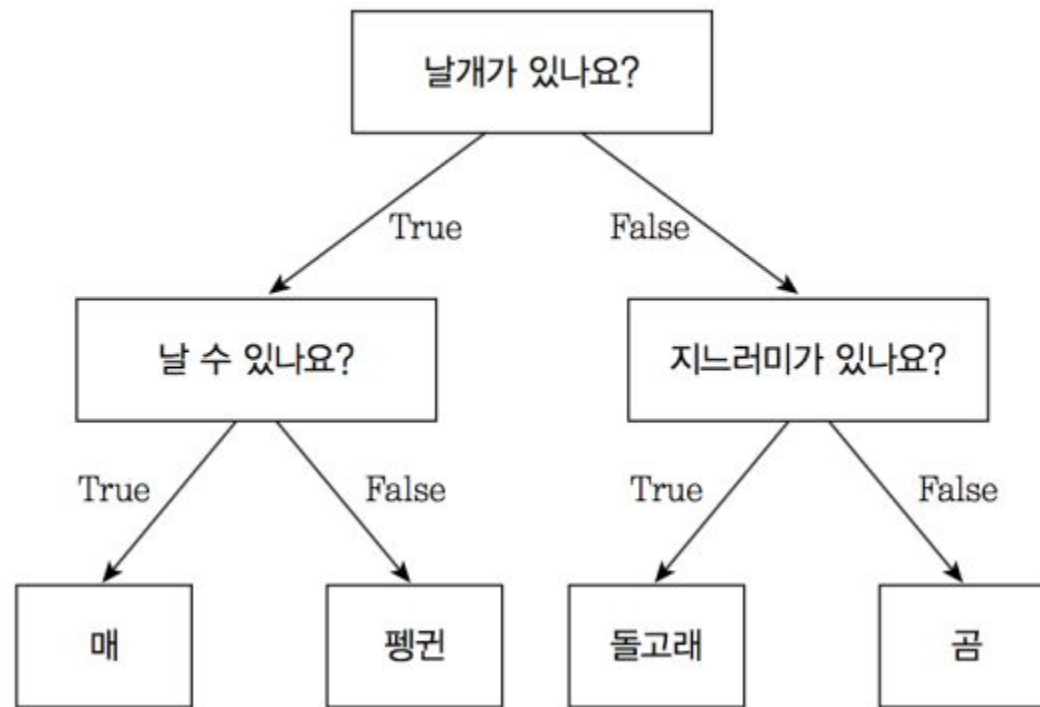 날개가 있나요?
True
False
날 수 있나요?
지느러미가 있나요?
True
False
True
False
매
펭귄
돌고래
곰